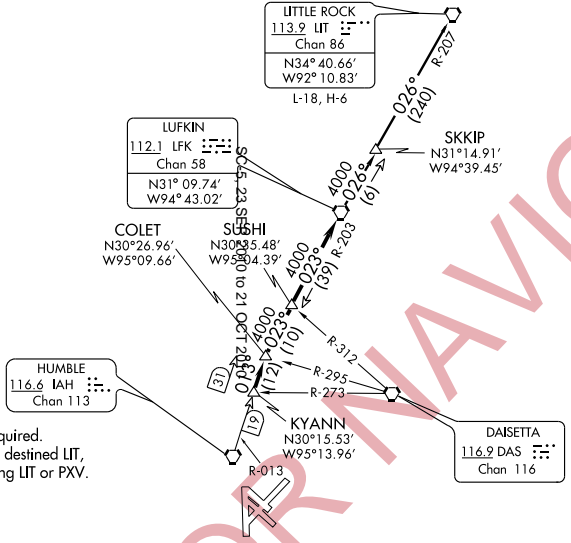 LITTLE ROCK
113.9 LIT
Chan 86
N34° 40.66'
W92° 10.83'
L-18, H-6
R-207
026°
(240)
SKKIP
N31°14.91'
W94°39.45'
LUFKIN
112.1 LFK
Chan 58
N31° 09.74'
W94° 43.02'
4000
026°
(6)
R-203
COLET
N30°26.96'
W95°09.66'
SUSHI
N30°35.48'
W95°04.39'
4000
023°
(39)
SC-5, 23 SEP 2010 to 21 OCT 2010
4000
023°
(10)
R-312
R-295
R-273
(12)
31
19
HUMBLE
116.6 IAH
Chan 113
KYANN
N30°15.53'
W95°13.96'
R-013
DAISETTA
116.9 DAS
Chan 116
quired.
destined LIT,
ng LIT or PXV.
OR NAVIG